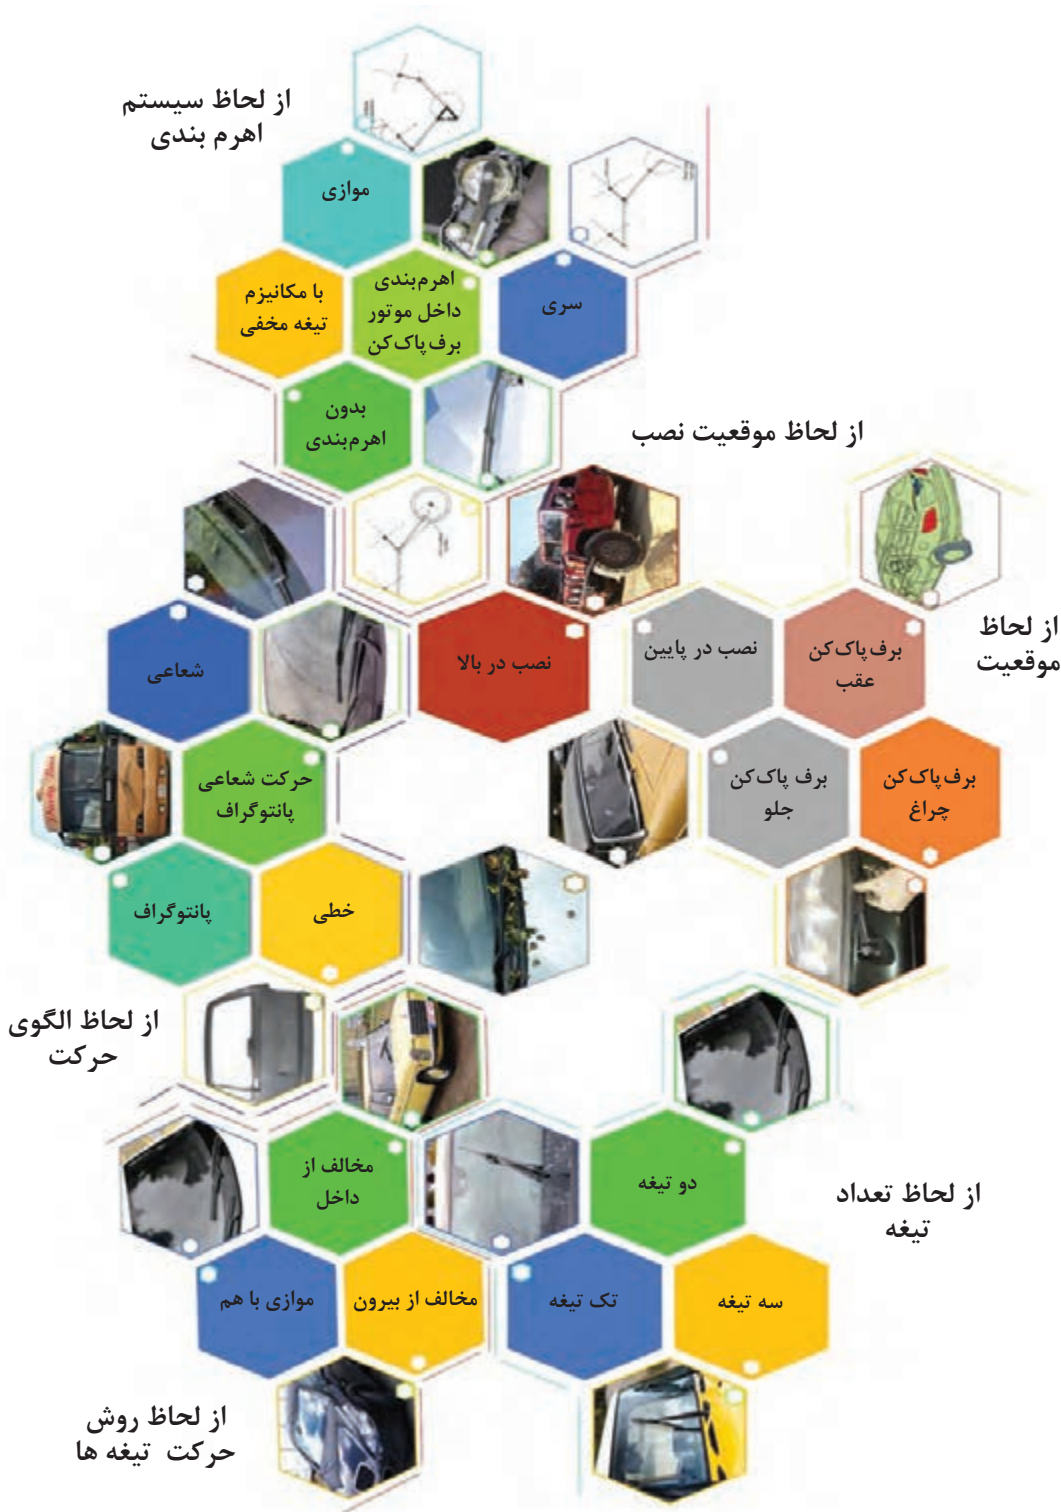 از لحاظ سیستم
اهرم بندی
موازی
با مکانیزم
تیغه مخفی
اهرم‌بندی
داخل موتور
برف پاک‌کن
سری
بدون
اهرم‌بندی
از لحاظ موقعیت نصب
نصب در بالا
نصب در پایین
از لحاظ
موقعیت
برف پاک‌کن
عقب
برف پاک‌کن
جلو
برف پاک‌کن
چراغ
شعاعی
حرکت شعاعی
پانتوگراف
پانتوگراف
خطی
از لحاظ الگوی
حرکت
مخالف از
داخل
موازی با هم
مخالف از بیرون
از لحاظ روش
حرکت تیغه ها
دو تیغه
تک تیغه
سه تیغه
از لحاظ تعداد
تیغه